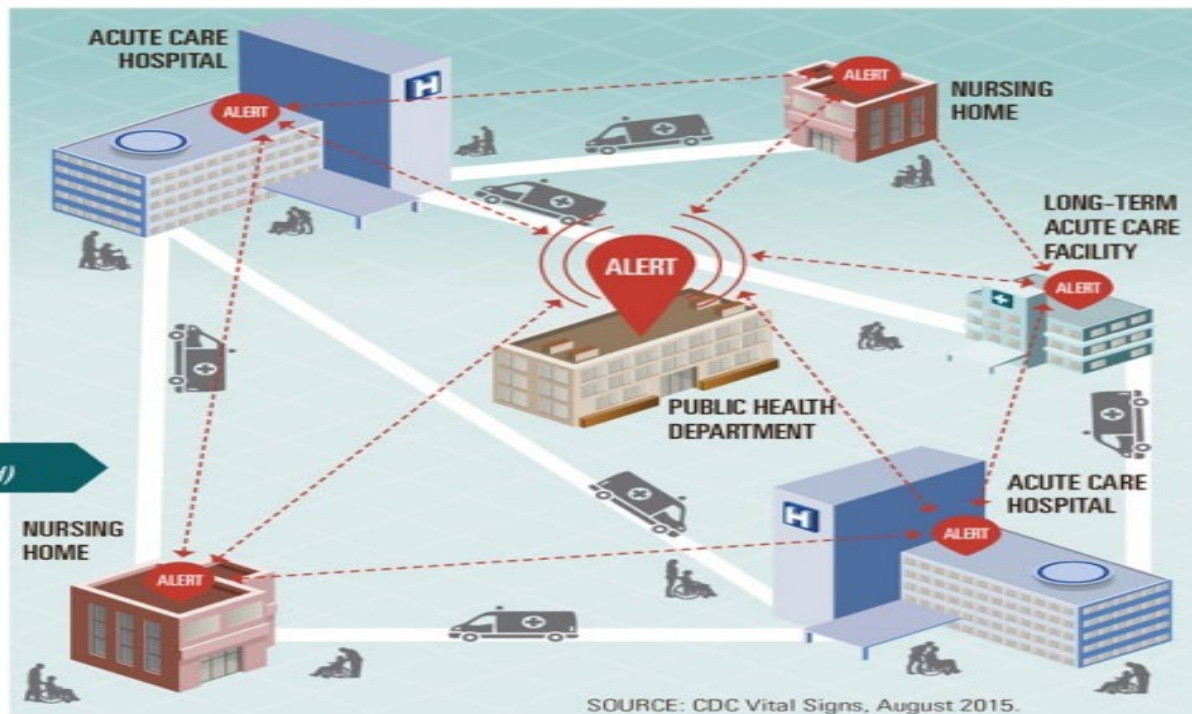 ACUTE CARE
HOSPITAL
H
ALERT
ALERT
NURSING
HOME
LONG-TERM
ACUTE CARE
FACILITY
ALERT
ALERT
PUBLIC HEALTH
DEPARTMENT
NURSING
HOME
ALERT
H
ACUTE CARE
HOSPITAL
ALERT
SOURCE: CDC Vital Signs, August 2015.